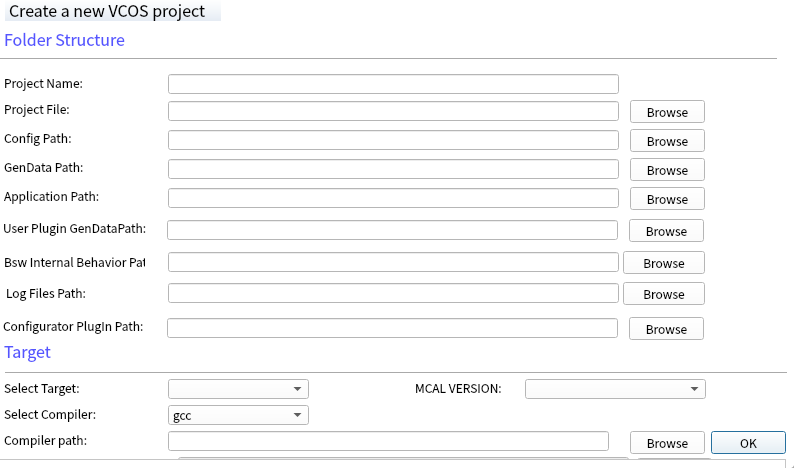 Create a new VCOS project
Folder Structure
Project Name:
Project File: Browse
Config Path: Browse
GenData Path: Browse
Application Path: Browse
User Plugin GenDataPath: Browse
Bsw Internal Behavior Pat Browse
Log Files Path: Browse
Configurator PlugIn Path: Browse
Target
Select Target: MCAL VERSION:
Select Compiler: gcc
Compiler path: Browse OK